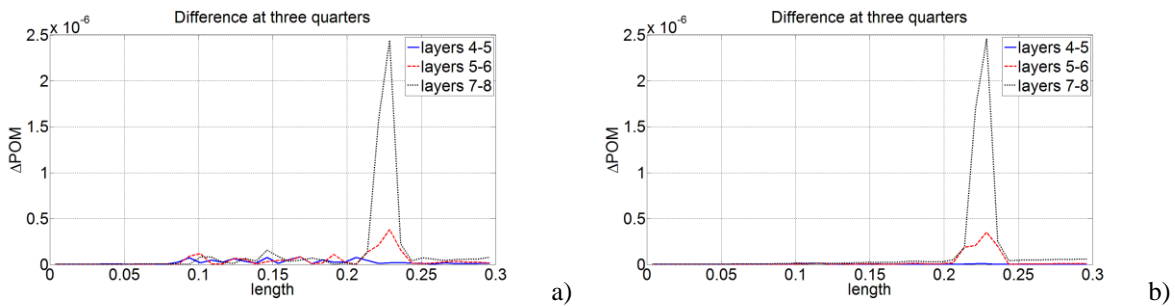 Difference at three quarters
2.5 x 10⁻⁶
2
1.5
1
0.5
0
ΔPOM
layers 4-5
layers 5-6
layers 7-8
0 0.05 0.1 0.15 0.2 0.25 0.3
length
a)
Difference at three quarters
2.5 x 10⁻⁶
2
1.5
1
0.5
0
ΔPOM
layers 4-5
layers 5-6
layers 7-8
0 0.05 0.1 0.15 0.2 0.25 0.3
length
b)